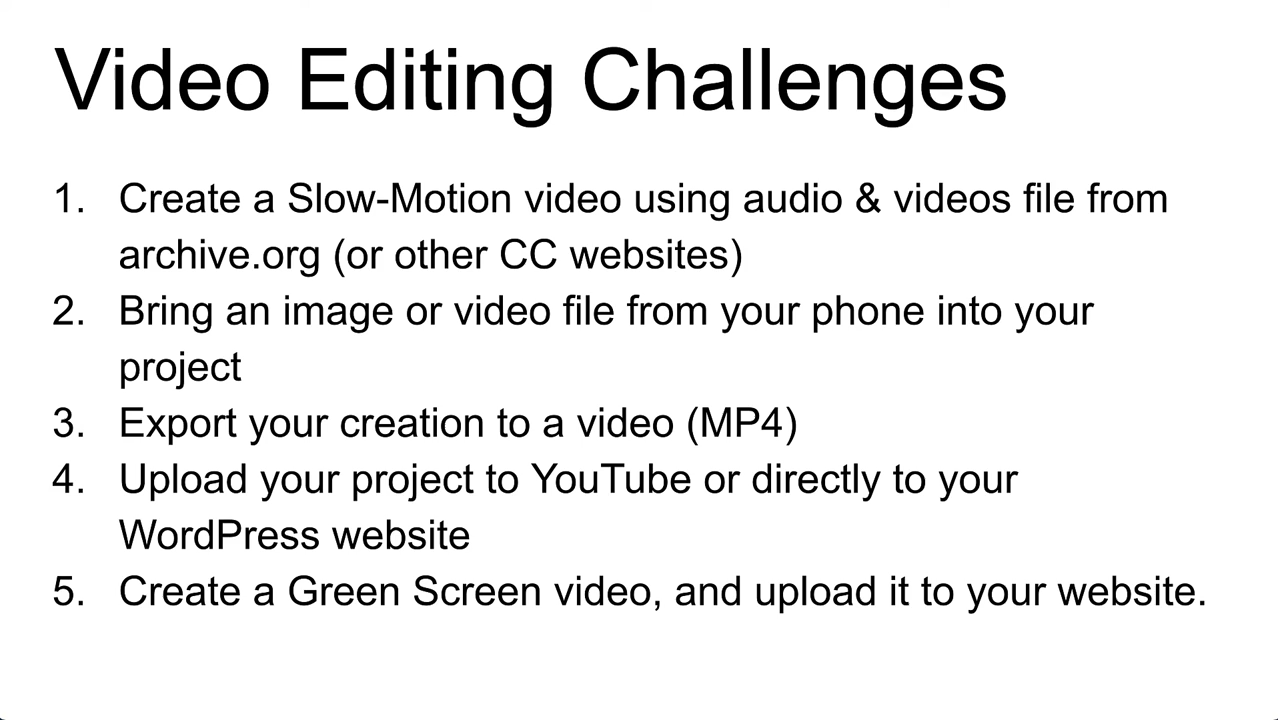 Video Editing Challenges
1. Create a Slow-Motion video using audio & videos file from
archive.org (or other CC websites)
2. Bring an image or video file from your phone into your
project
3. Export your creation to a video (MP4)
4. Upload your project to YouTube or directly to your
WordPress website
5. Create a Green Screen video, and upload it to your website.